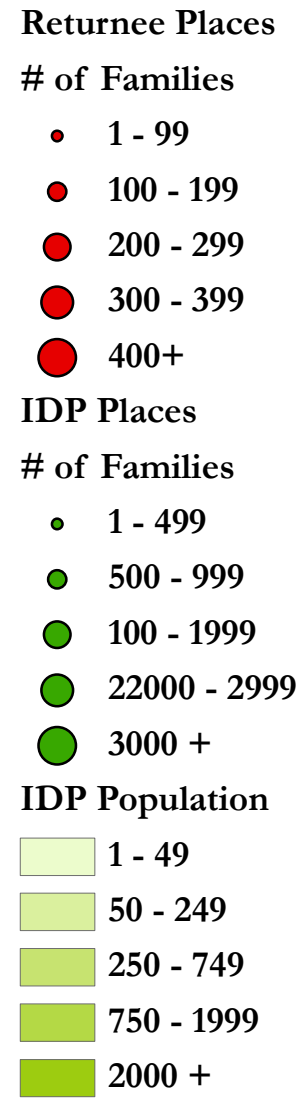 Returnee Places
# of Families
1 - 99
100 - 199
200 - 299
300 - 399
400+
IDP Places
# of Families
1 - 499
500 - 999
100 - 1999
22000 - 2999
3000 +
IDP Population
1 - 49
50 - 249
250 - 749
750 - 1999
2000 +